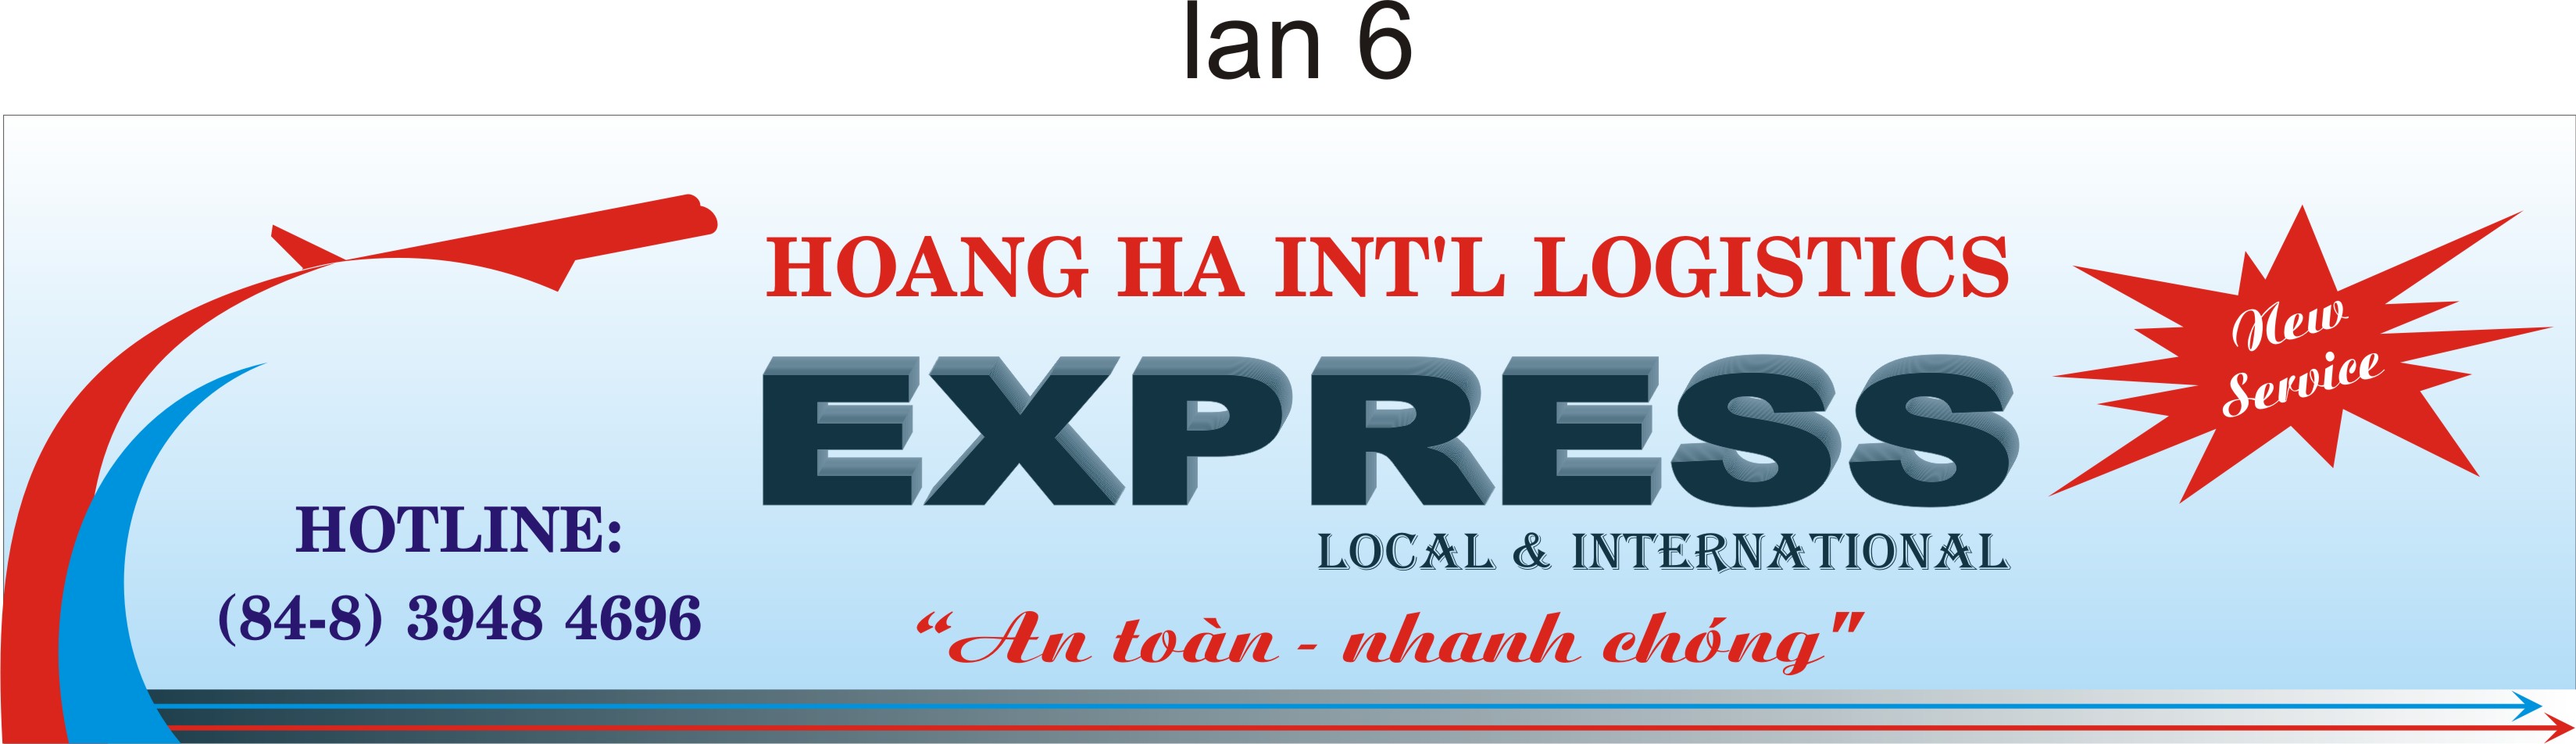 lan 6
HOANG HA INT'L LOGISTICS
EXPRESS
New
Service
LOCAL & INTERNATIONAL
HOTLINE:
(84-8) 3948 4696
“An toàn - nhanh chóng"